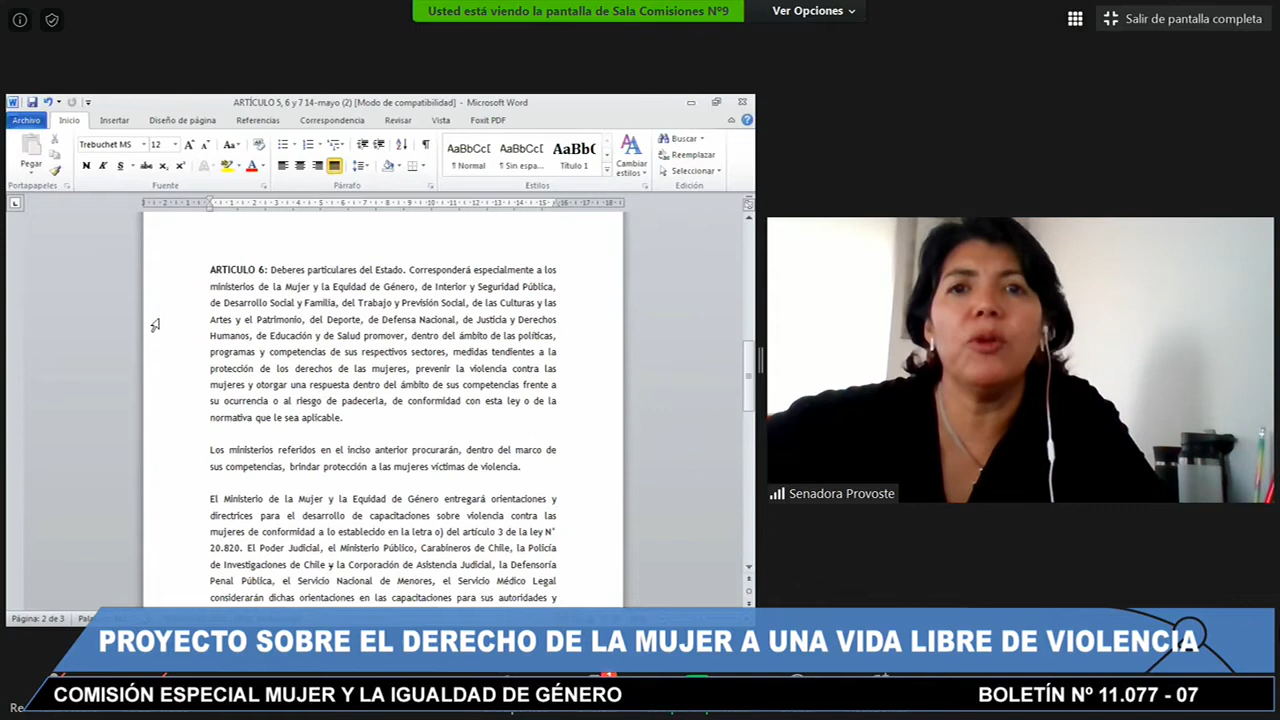 Usted está viendo la pantalla de Sala Comisiones Nº9
Ver Opciones
Salir de pantalla completa
ARTÍCULO 5, 6 y 7 14-mayo (2) [Modo de compatibilidad] - Microsoft Word
Archivo Inicio Insertar Diseño de página Referencias Correspondencia Revisar Vista Foxit PDF
Pegar
Trebuchet MS 12
AaBbCcI AaBbCcI AaBb(
¶ Normal ¶ Sin espa... Título 1
Cambiar estilos
Buscar
Reemplazar
Seleccionar
Portapapeles Fuente Párrafo Estilos Edición
ARTICULO 6: Deberes particulares del Estado. Corresponderá especialmente a los
ministerios de la Mujer y la Equidad de Género, de Interior y Seguridad Pública,
de Desarrollo Social y Familia, del Trabajo y Previsión Social, de las Culturas y las
Artes y el Patrimonio, del Deporte, de Defensa Nacional, de Justicia y Derechos
Humanos, de Educación y de Salud promover, dentro del ámbito de las políticas,
programas y competencias de sus respectivos sectores, medidas tendientes a la
protección de los derechos de las mujeres, prevenir la violencia contra las
mujeres y otorgar una respuesta dentro del ámbito de sus competencias frente a
su ocurrencia o al riesgo de padecerla, de conformidad con esta ley o de la
normativa que le sea aplicable.
Los ministerios referidos en el inciso anterior procurarán, dentro del marco de
sus competencias, brindar protección a las mujeres víctimas de violencia.
El Ministerio de la Mujer y la Equidad de Género entregará orientaciones y
directrices para el desarrollo de capacitaciones sobre violencia contra las
mujeres de conformidad a lo establecido en la letra o) del artículo 3 de la ley N°
20.820. El Poder Judicial, el Ministerio Público, Carabineros de Chile, la Policía
de Investigaciones de Chile y la Corporación de Asistencia Judicial, la Defensoría
Penal Pública, el Servicio Nacional de Menores, el Servicio Médico Legal
considerarán dichas orientaciones en las capacitaciones para sus autoridades y
Página: 2 de 3
Senadora Provoste
PROYECTO SOBRE EL DERECHO DE LA MUJER A UNA VIDA LIBRE DE VIOLENCIA
COMISIÓN ESPECIAL MUJER Y LA IGUALDAD DE GÉNERO
BOLETÍN Nº 11.077 - 07